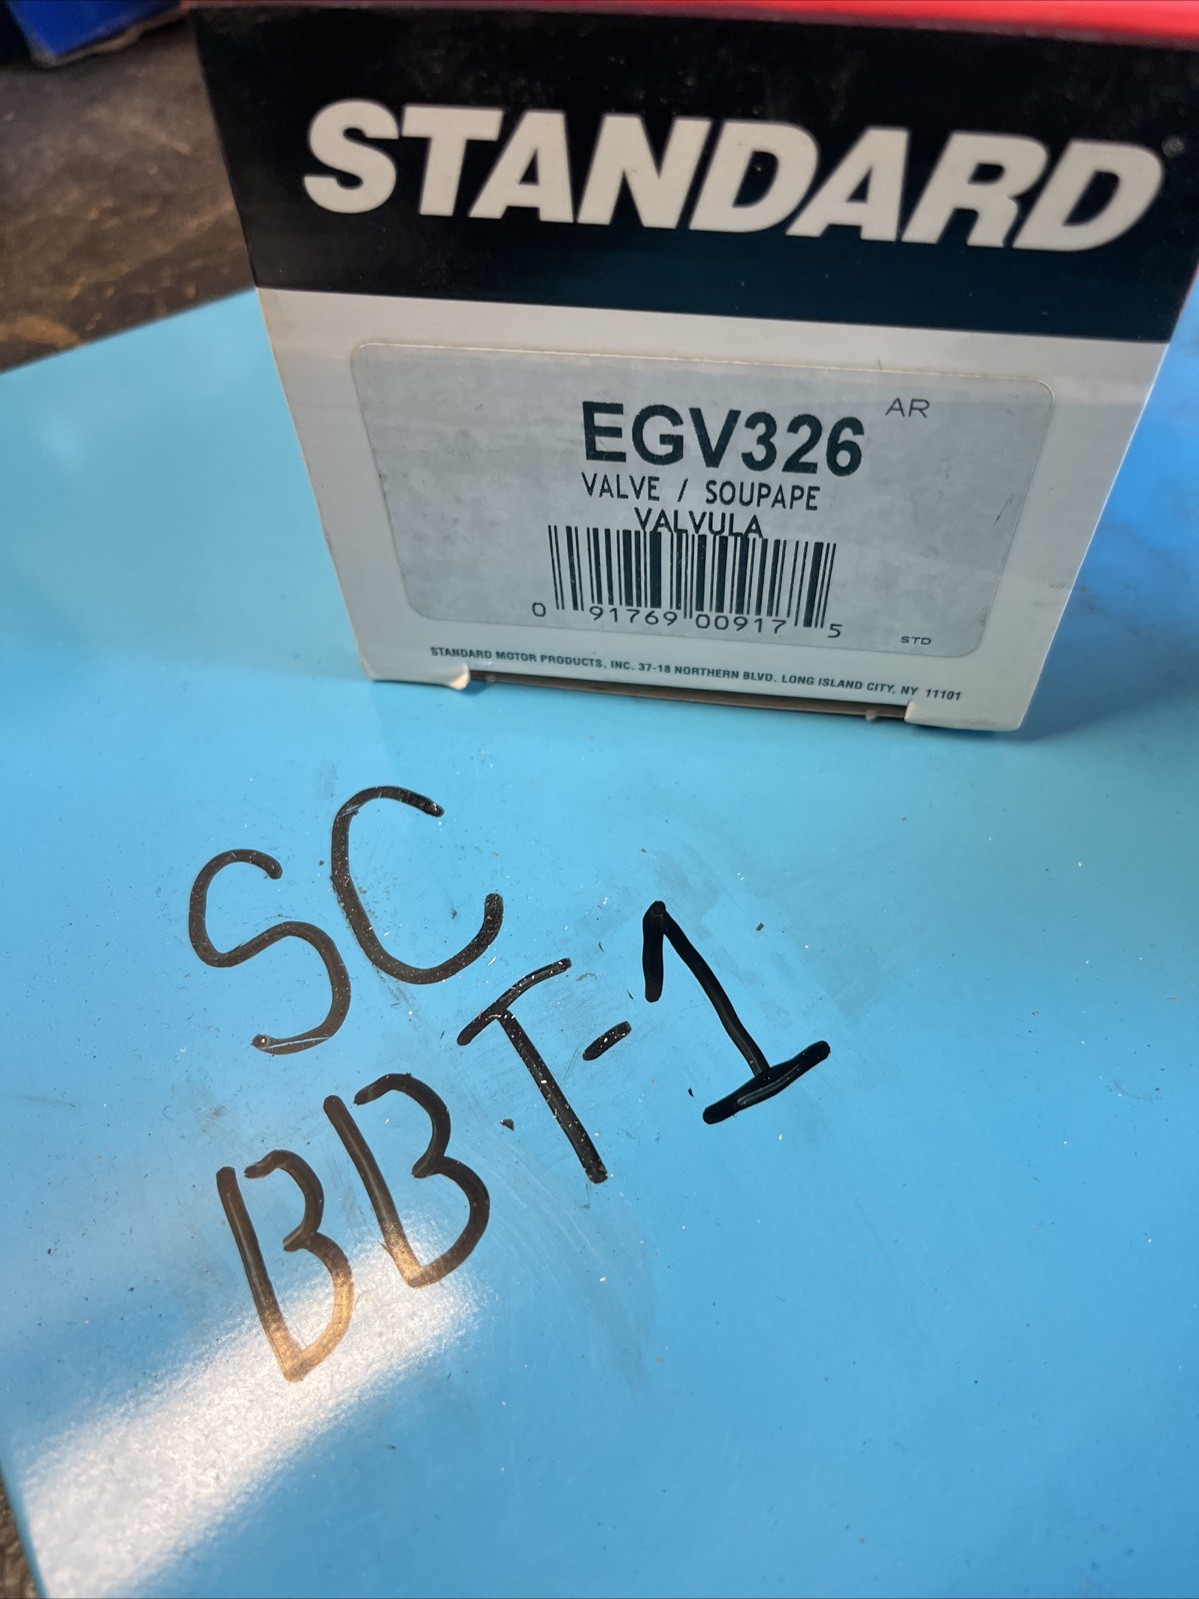 STANDARD®
AR
EGV326
VALVE / SOUPAPE
VALVULA
0 91769 00917 5
STD
STANDARD MOTOR PRODUCTS, INC. 37-18 NORTHERN BLVD. LONG ISLAND CITY, NY 11101
SC
BBT-1